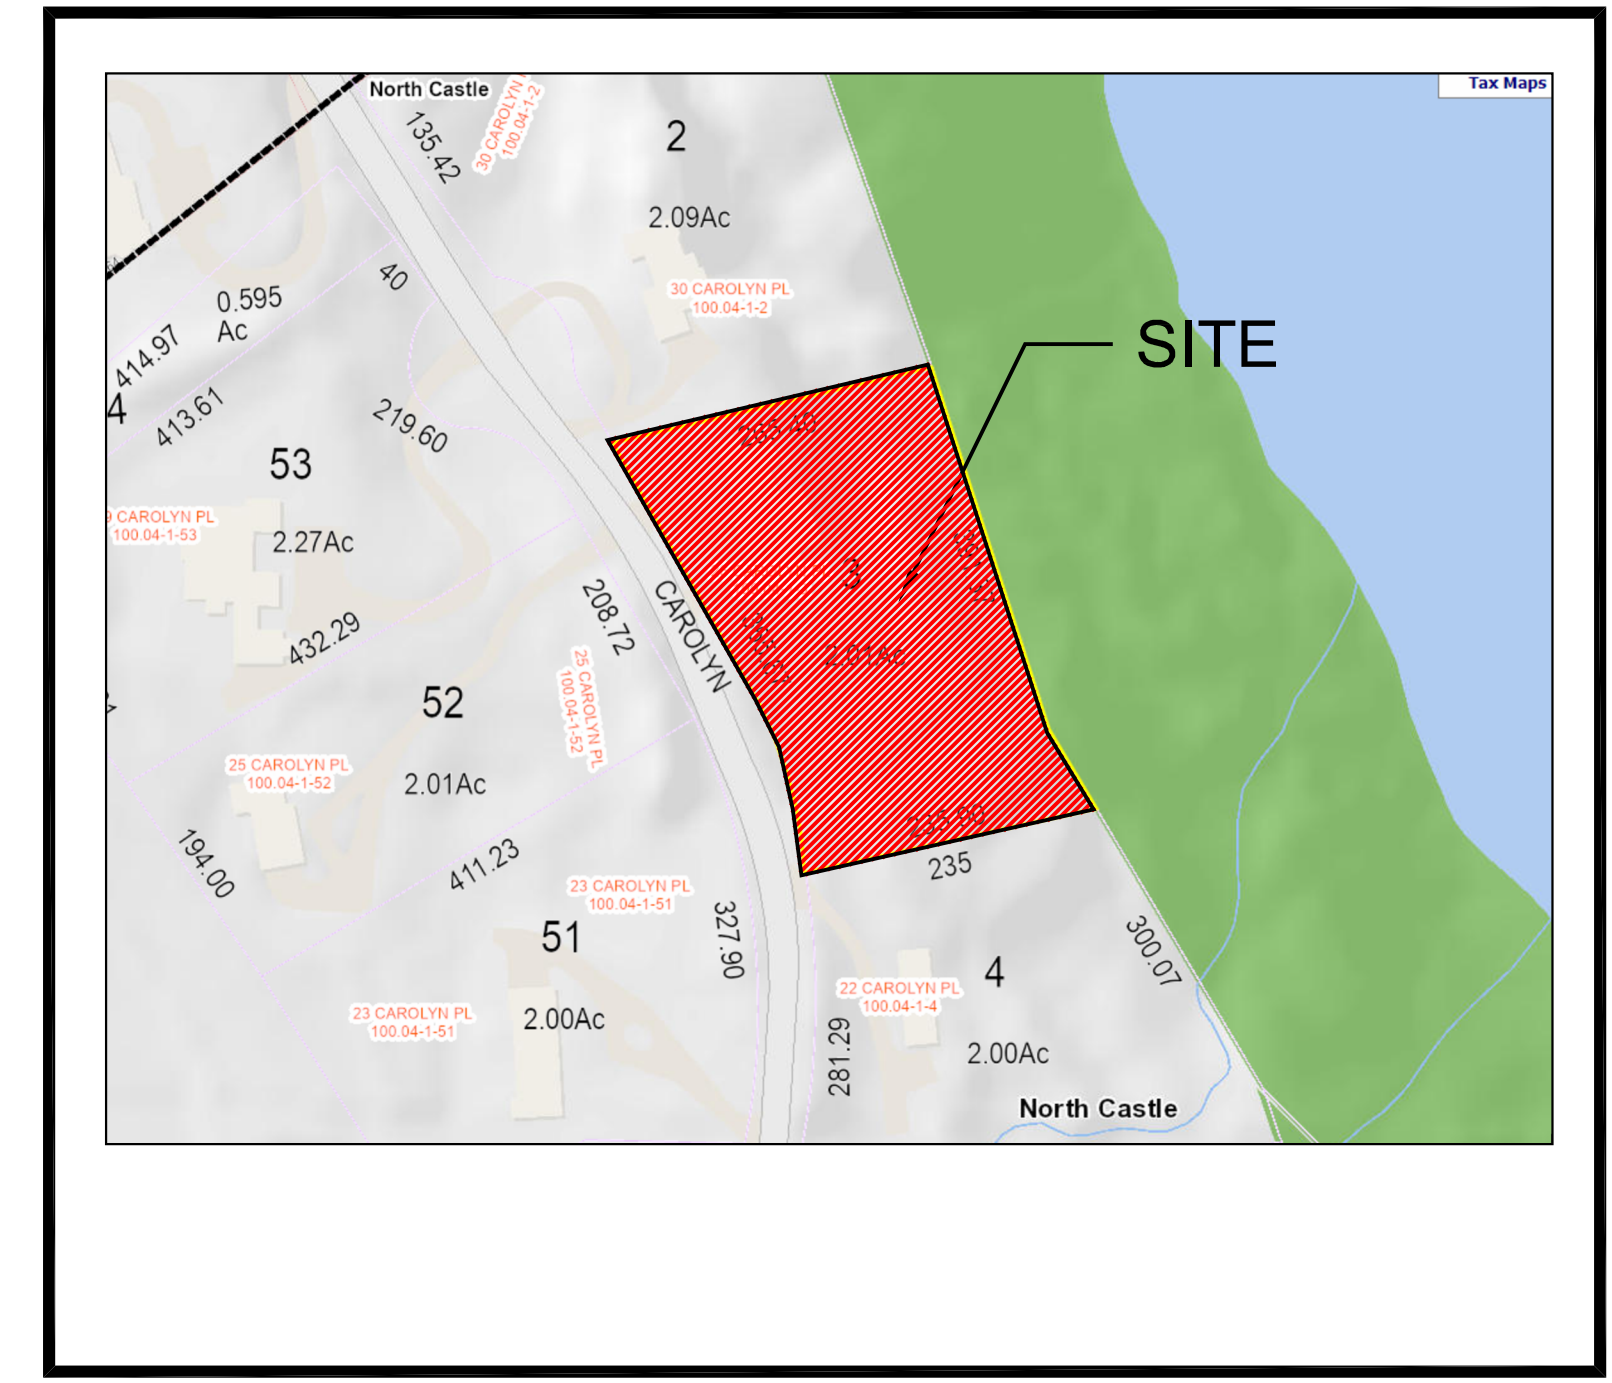 Tax Maps
North Castle
135.42
30 CAROLYN
100.04-1-2
2
2.09Ac
40
0.595
Ac
30 CAROLYN PL
100.04-1-2
414.97
SITE
4
413.61
219.60
265.40
53
9 CAROLYN PL
100.04-1-53
2.27Ac
3
208.72
CAROLYN
432.29
2.01Ac
25 CAROLYN PL
100.04-1-52
52
25 CAROLYN PL
100.04-1-52
2.01Ac
194.00
411.23
235.99
235
23 CAROLYN PL
100.04-1-51
51
327.90
300.07
4
22 CAROLYN PL
100.04-1-4
23 CAROLYN PL
100.04-1-51
2.00Ac
281.29
2.00Ac
North Castle